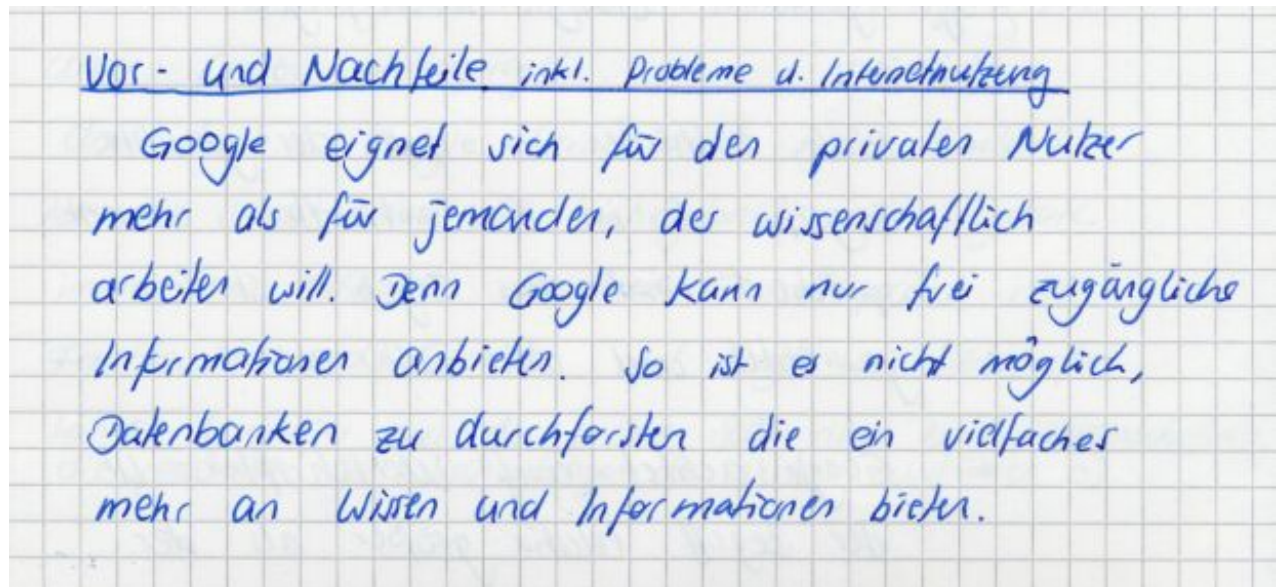 Vor- und Nachteile inkl. Probleme d. Internetnutzung
Google eignet sich für den privaten Nutzer
mehr als für jemanden, der wissenschaftlich
arbeiten will. Denn Google kann nur frei zugängliche
Informationen anbieten. So ist es nicht möglich,
Datenbanken zu durchforsten die ein vielfaches
mehr an Wissen und Informationen bieten.